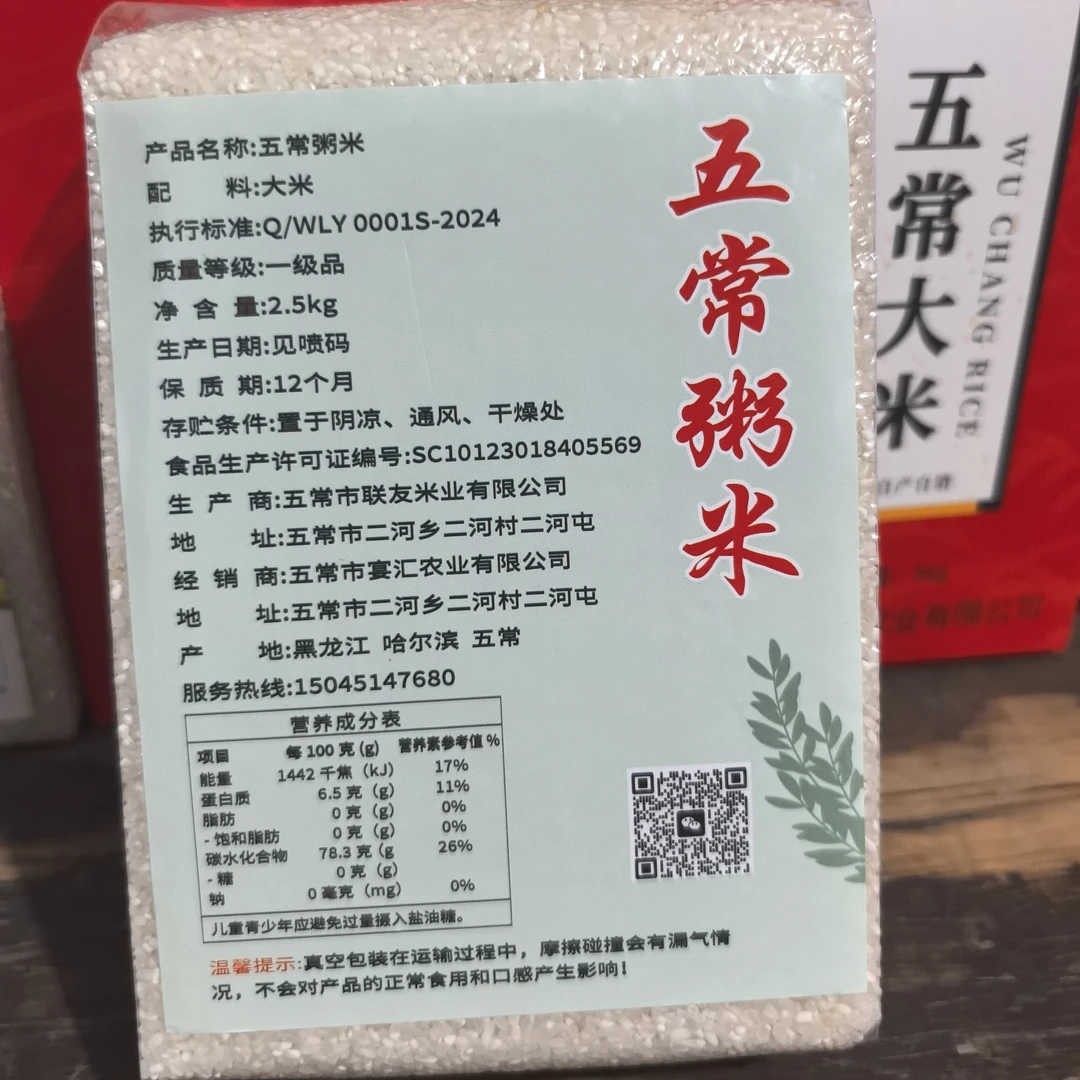 产品名称:五常粥米
配 料:大米
执行标准:Q/WLY 0001S-2024
质量等级:一级品
净 含 量:2.5kg
生产日期:见喷码
保 质 期:12个月
存贮条件:置于阴凉、通风、干燥处
食品生产许可证编号:SC10123018405569
生 产 商:五常市联友米业有限公司
地 址:五常市二河乡二河村二河屯
经 销 商:五常市宴汇农业有限公司
地 址:五常市二河乡二河村二河屯
产 地:黑龙江 哈尔滨 五常
服务热线:15045147680
营养成分表
项目 每 100 克 (g) 营养素参考值 %
能量 1442 千焦 (kJ) 17%
蛋白质 6.5 克 (g) 11%
脂肪 0 克 (g) 0%
- 饱和脂肪 0 克 (g) 0%
碳水化合物 78.3 克 (g 26%
- 糖 0 克 (g)
钠 0 毫克 (mg) 0%
儿童青少年应避免过量摄入盐油糖。
温馨提示:真空包装在运输过程中，摩擦碰撞会有漏气情
况，不会对产品的正常食用和口感产生影响!
五常粥米
五常大米
WU CHANG RICE
自产自销
业有限公司